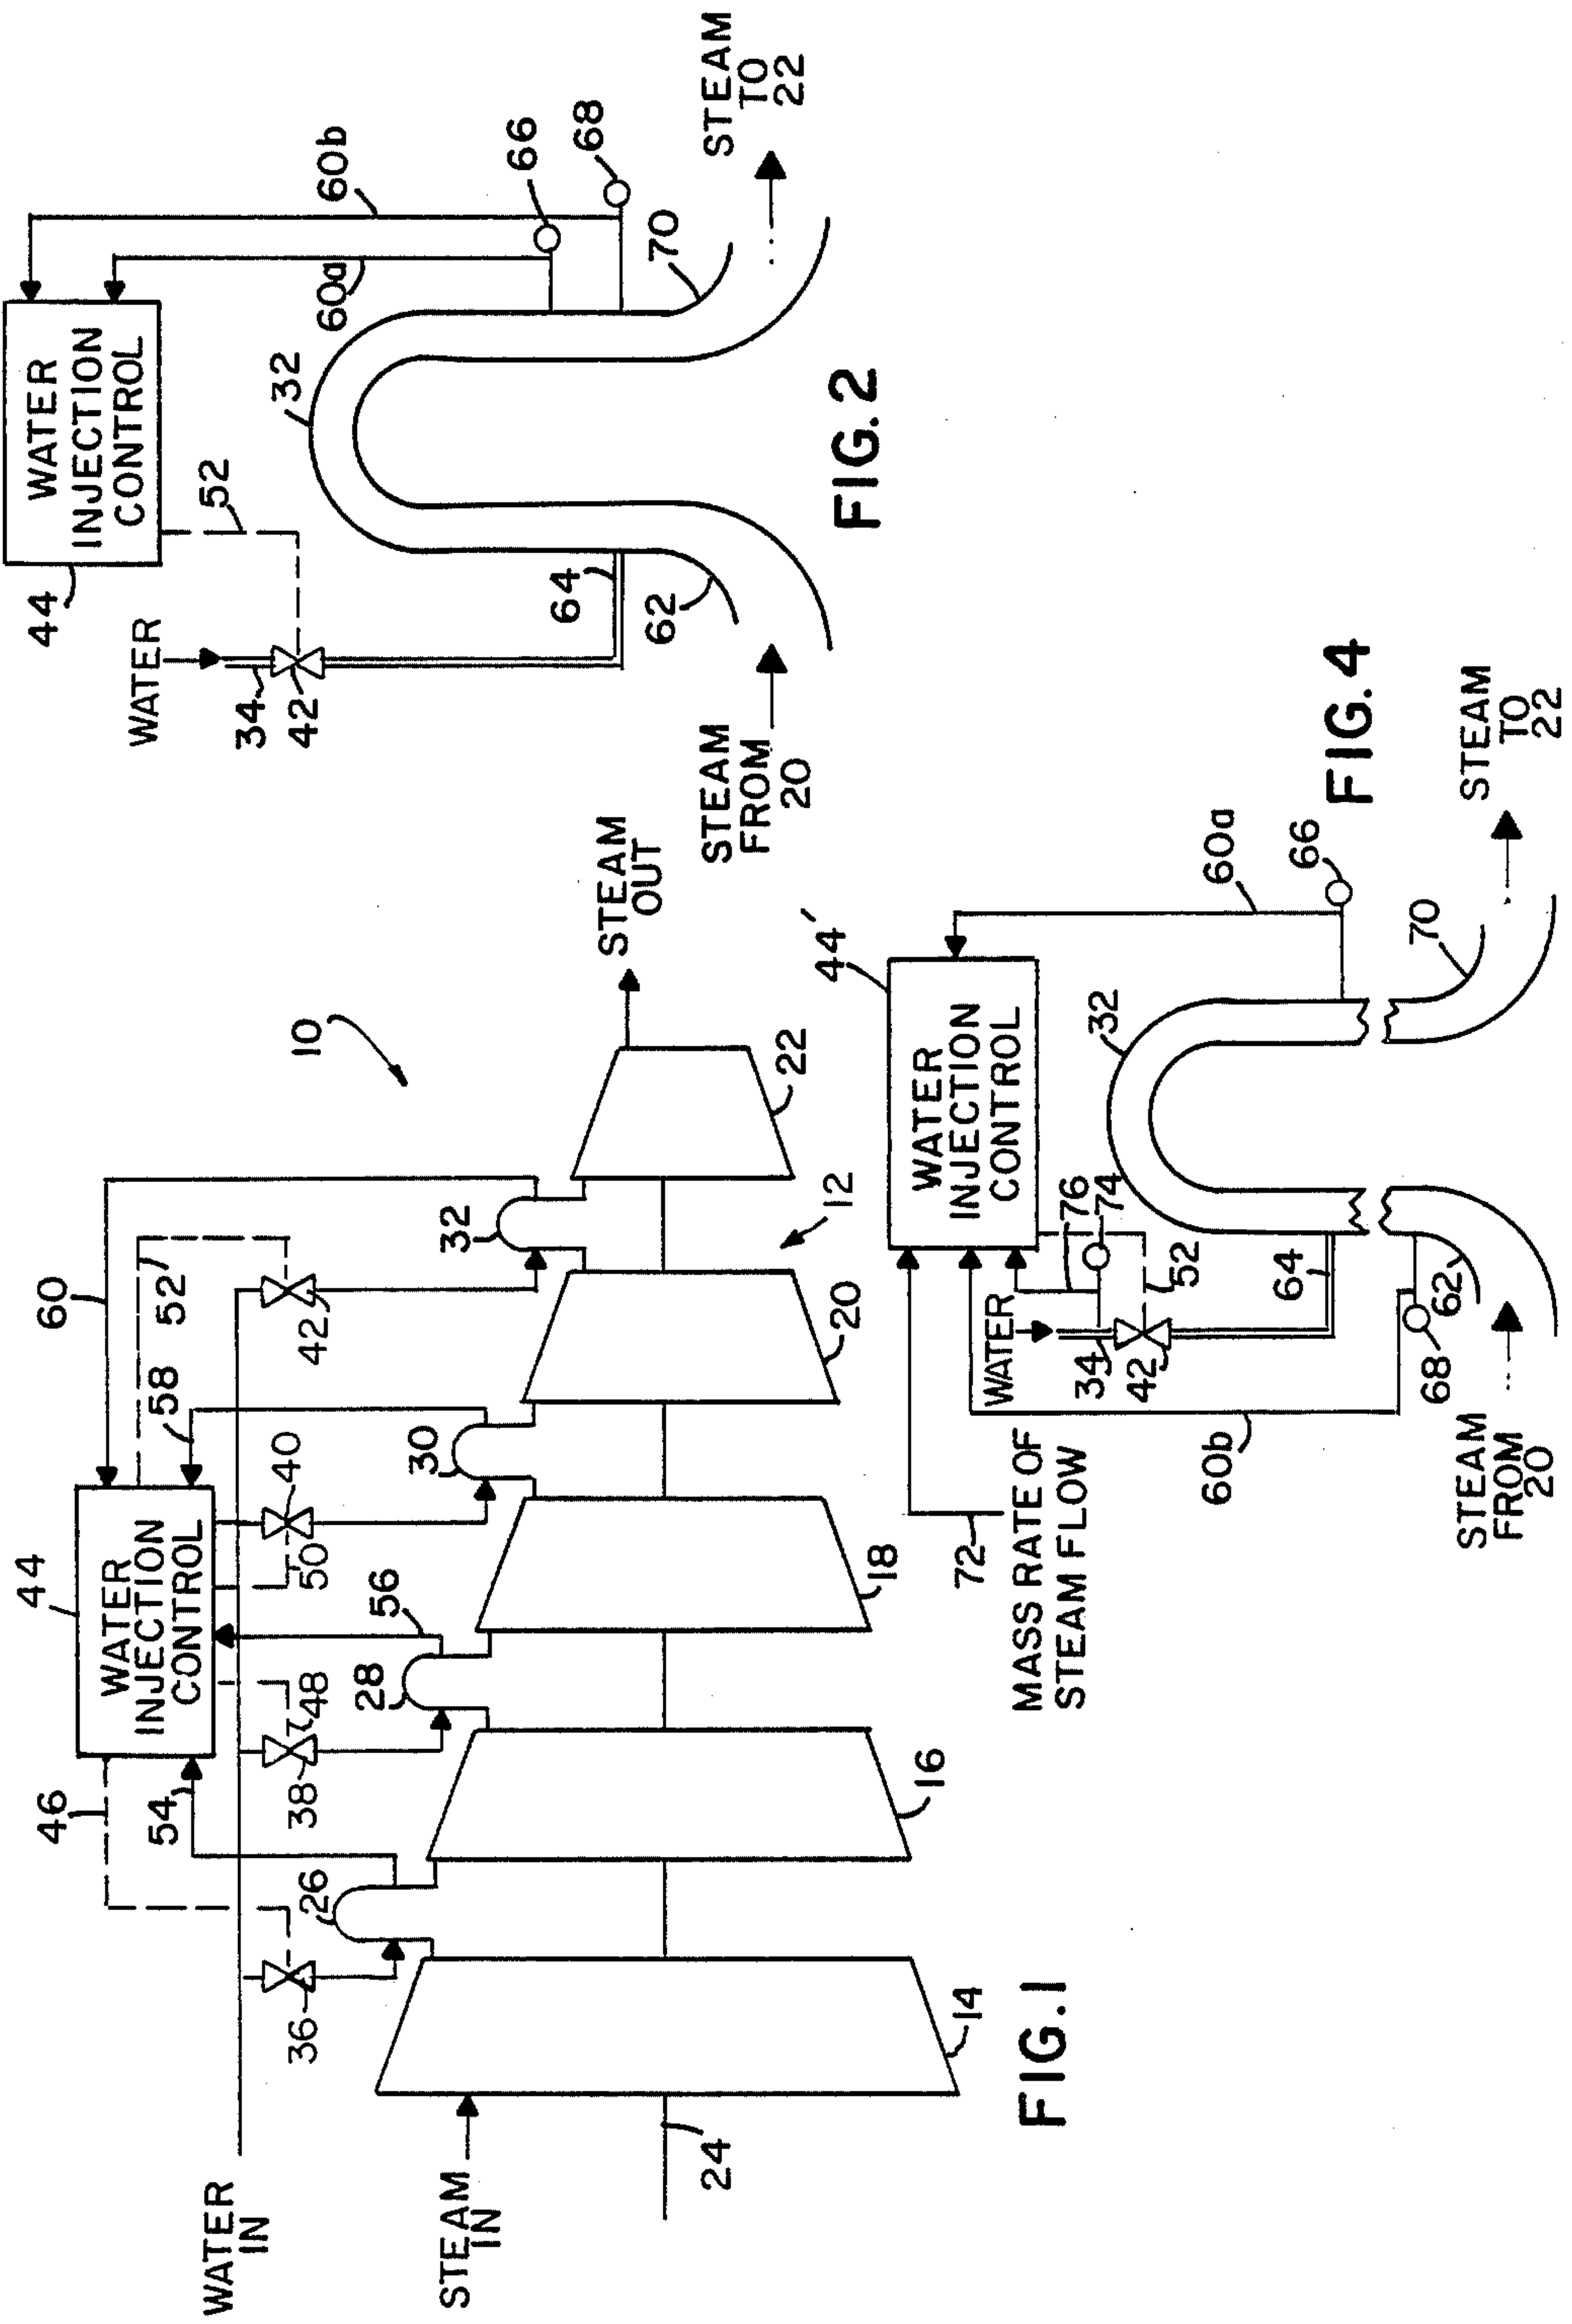 10
44
WATER
INJECTION
CONTROL
46
54
56
58
60
52
WATER
IN
36
38
48
50
40
42
26
28
30
32
STEAM
OUT
STEAM
IN
24
14
16
18
20
22
12
FIG.1
44
WATER
INJECTION
CONTROL
52
WATER
34
42
64
62
32
60a
60b
66
68
70
STEAM
FROM
20
STEAM
TO
22
FIG.2
44'
WATER
INJECTION
CONTROL
60a
66
76
74
52
WATER
34
42
64
62
68
32
70
60b
72
MASS RATE OF
STEAM FLOW
STEAM
FROM
20
STEAM
TO
22
FIG.4